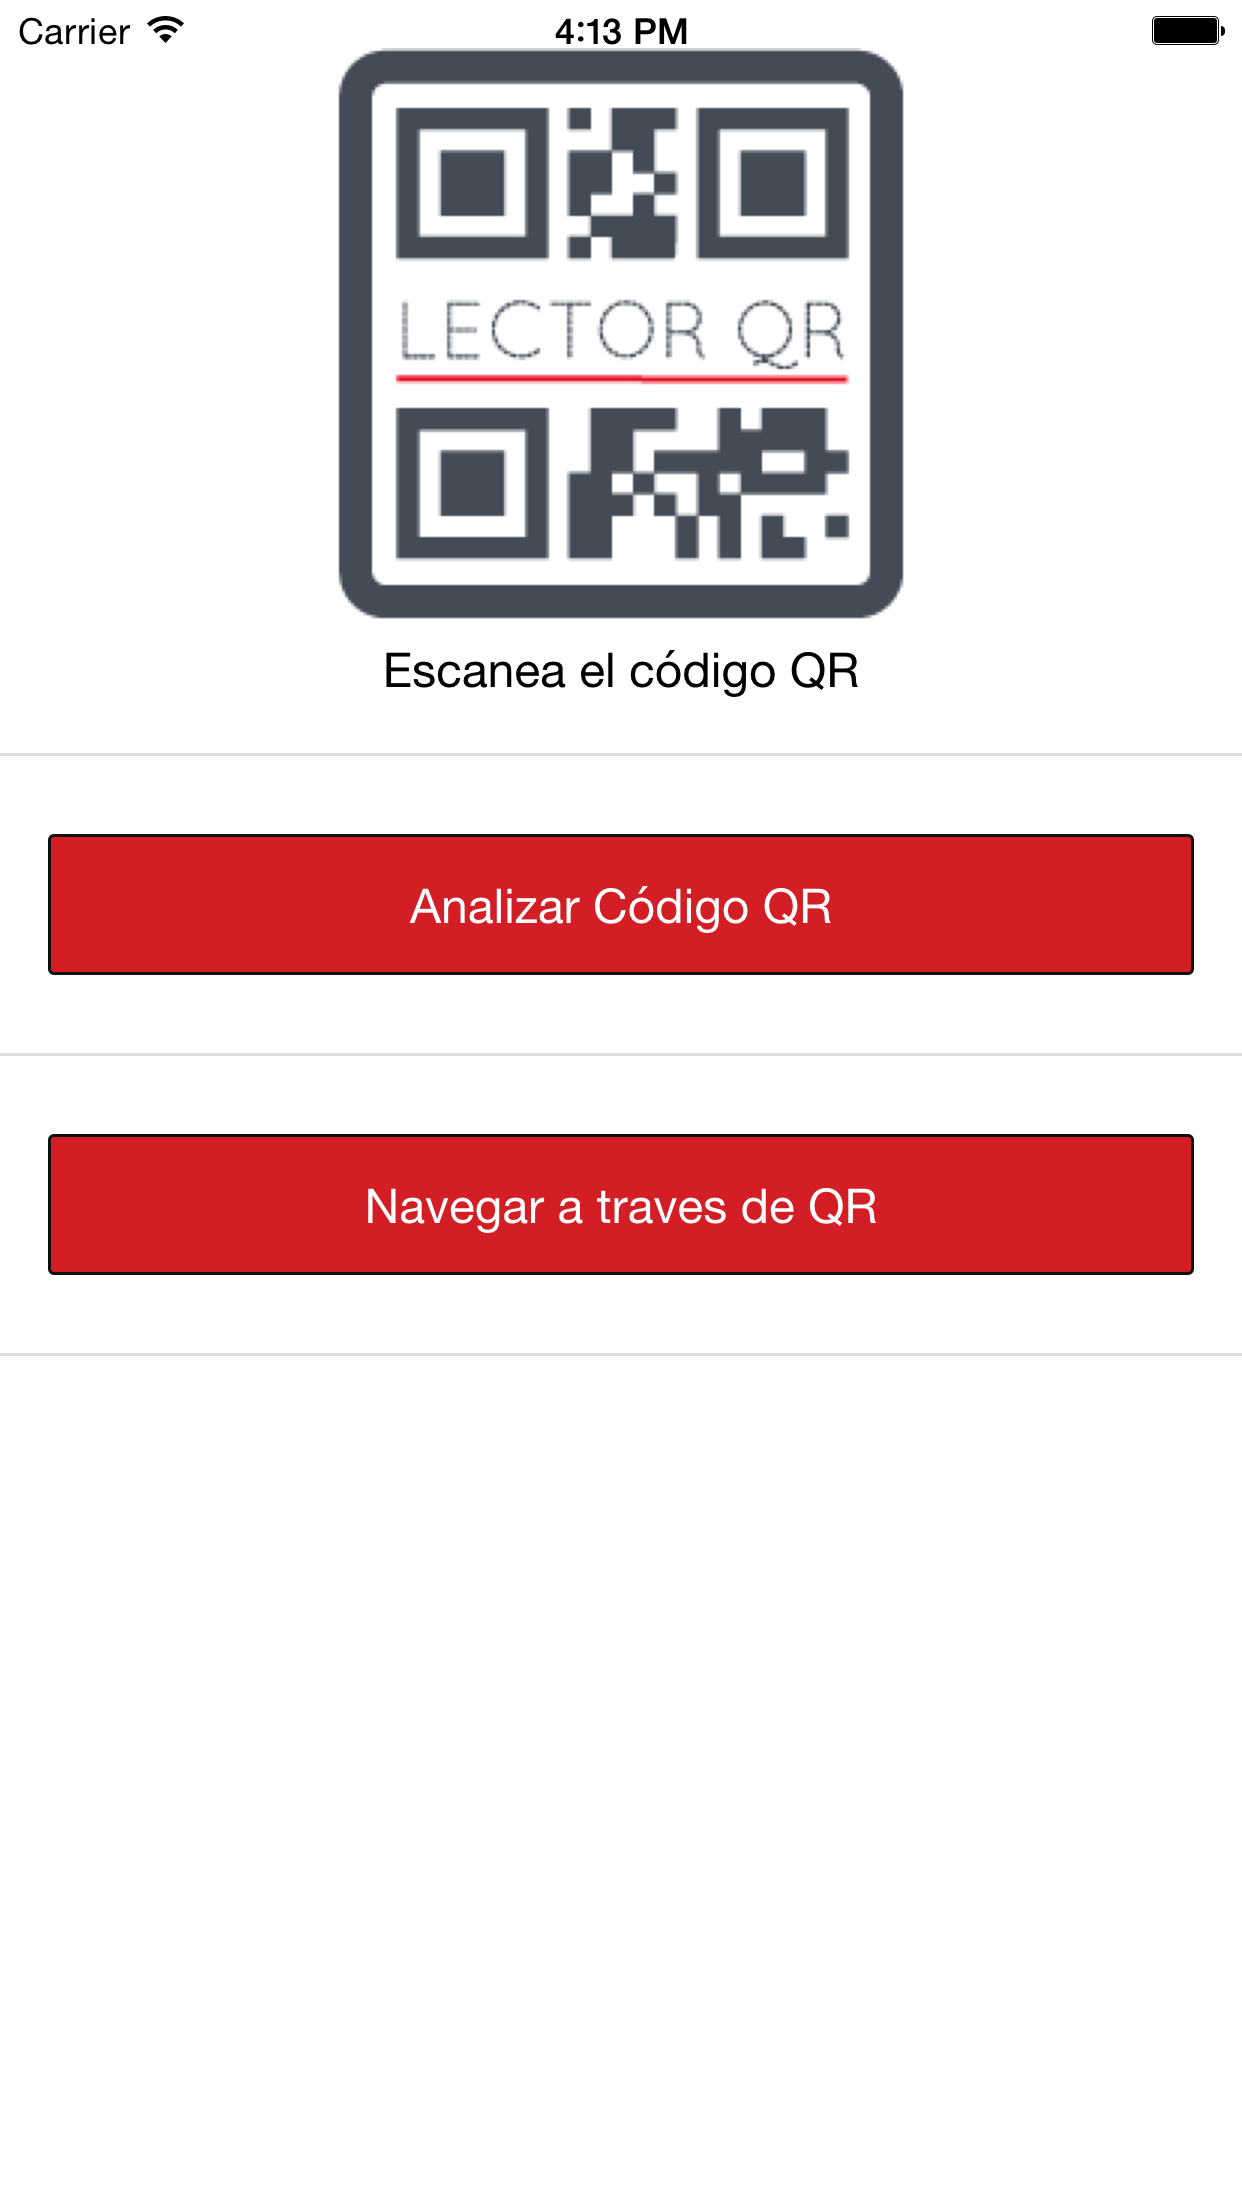 Carrier 4:13 PM
LECTOR QR
Escanea el código QR
Analizar Código QR
Navegar a traves de QR